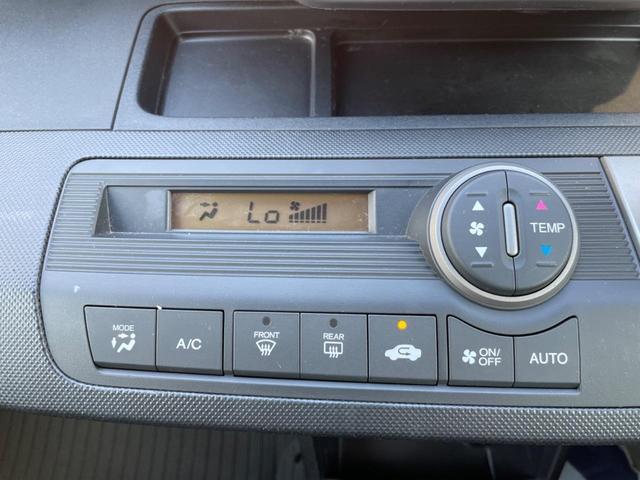 Lo
TEMP
MODE
A/C
FRONT
REAR
ON/
OFF
AUTO